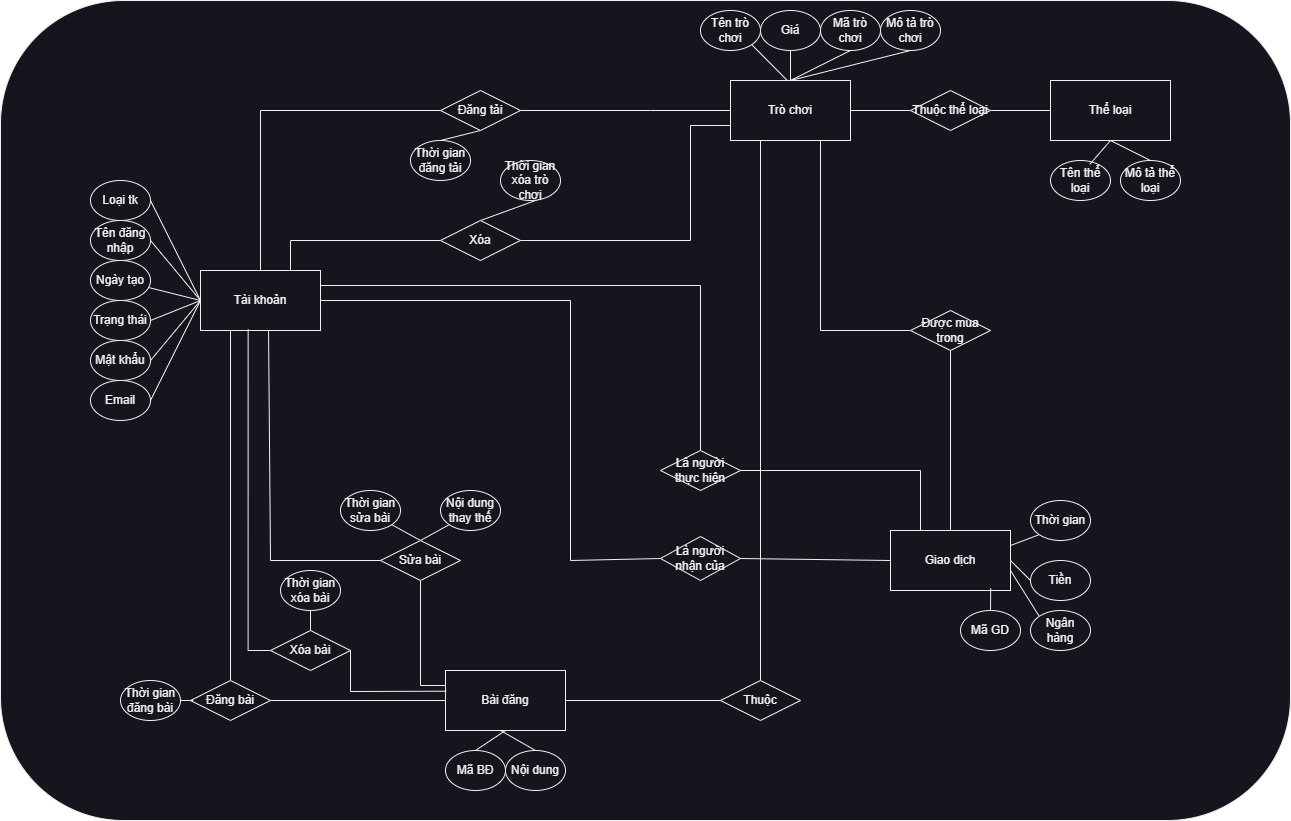 Tên trò
chơi
Giá
Mã trò
chơi
Mô tả trò
chơi
Đăng tải
Trò chơi
Thuộc thể loại
Thể loại
Thời gian
đăng tải
Thời gian
xóa trò
chơi
Tên thể
loại
Mô tả thể
loại
Loại tk
Tên đăng
nhập
Xóa
Ngày tạo
Tài khoản
Trạng thái
Được mua
trong
Mật khẩu
Email
Là người
thực hiện
Thời gian
sửa bài
Nội dung
thay thế
Thời gian
Sửa bài
Là người
nhận của
Giao dịch
Thời gian
xóa bài
Tiền
Mã GD
Ngân
hàng
Xóa bài
Thời gian
đăng bài
Đăng bài
Bài đăng
Thuộc
Mã BĐ
Nội dung